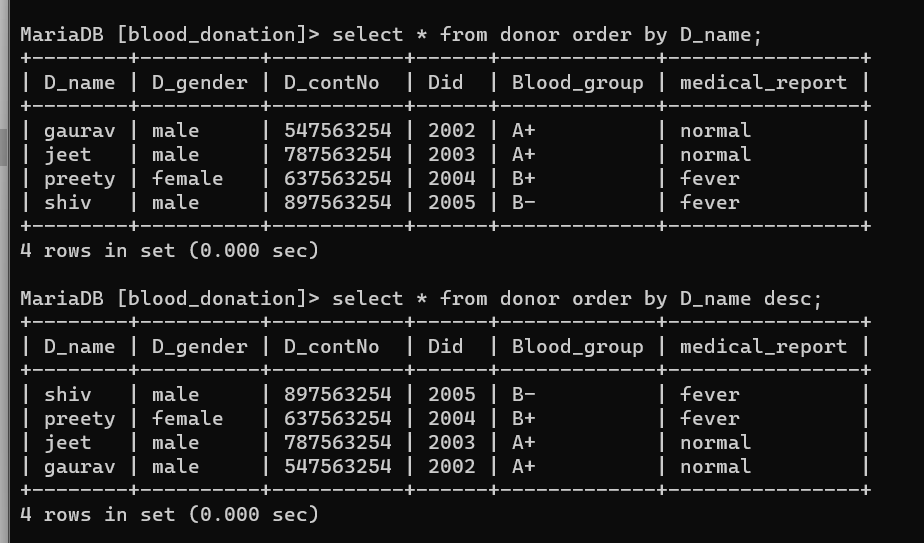 MariaDB [blood_donation]> select * from donor order by D_name;
+--------+----------+-----------+------+-------------+----------------+
| D_name | D_gender | D_contNo  | Did  | Blood_group | medical_report |
+--------+----------+-----------+------+-------------+----------------+
| gaurav | male     | 547563254 | 2002 | A+          | normal         |
| jeet   | male     | 787563254 | 2003 | A+          | normal         |
| preety | female   | 637563254 | 2004 | B+          | fever          |
| shiv   | male     | 897563254 | 2005 | B-          | fever          |
+--------+----------+-----------+------+-------------+----------------+
4 rows in set (0.000 sec)
MariaDB [blood_donation]> select * from donor order by D_name desc;
+--------+----------+-----------+------+-------------+----------------+
| D_name | D_gender | D_contNo  | Did  | Blood_group | medical_report |
+--------+----------+-----------+------+-------------+----------------+
| shiv   | male     | 897563254 | 2005 | B-          | fever          |
| preety | female   | 637563254 | 2004 | B+          | fever          |
| jeet   | male     | 787563254 | 2003 | A+          | normal         |
| gaurav | male     | 547563254 | 2002 | A+          | normal         |
+--------+----------+-----------+------+-------------+----------------+
4 rows in set (0.000 sec)